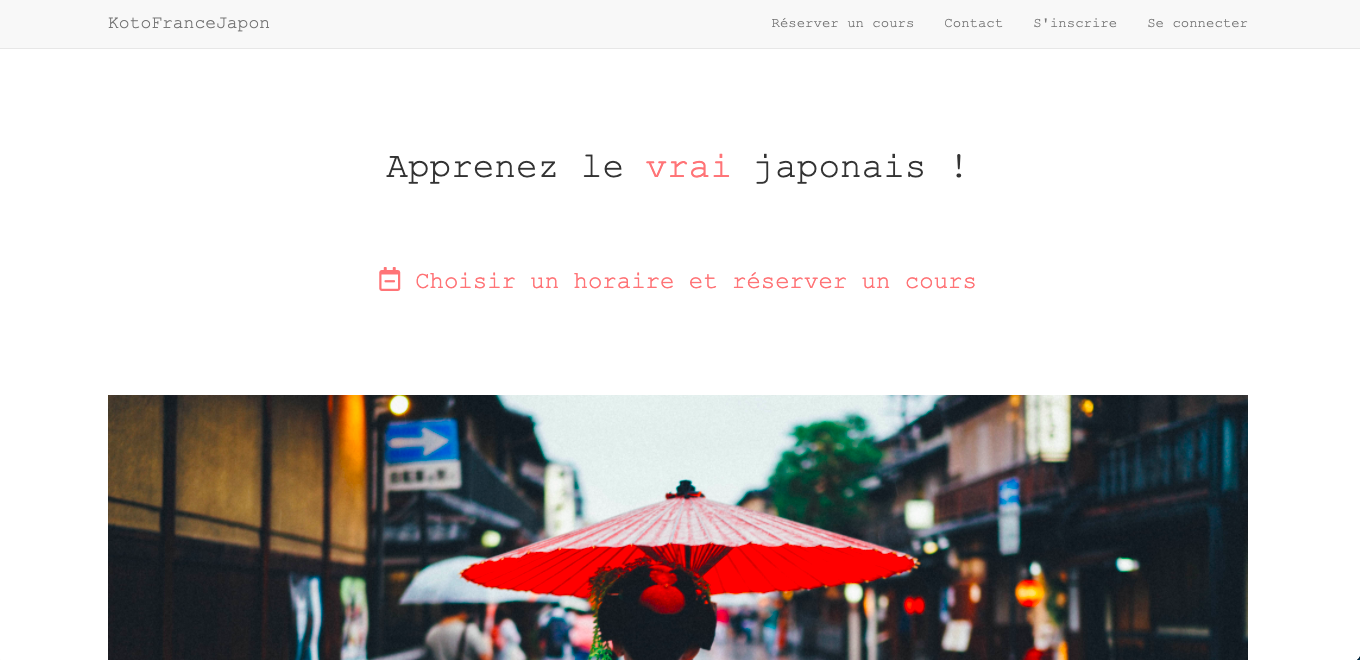 KotoFranceJapon
Réserver un cours
Contact
S'inscrire
Se connecter
Apprenez le vrai japonais !
Choisir un horaire et réserver un cours